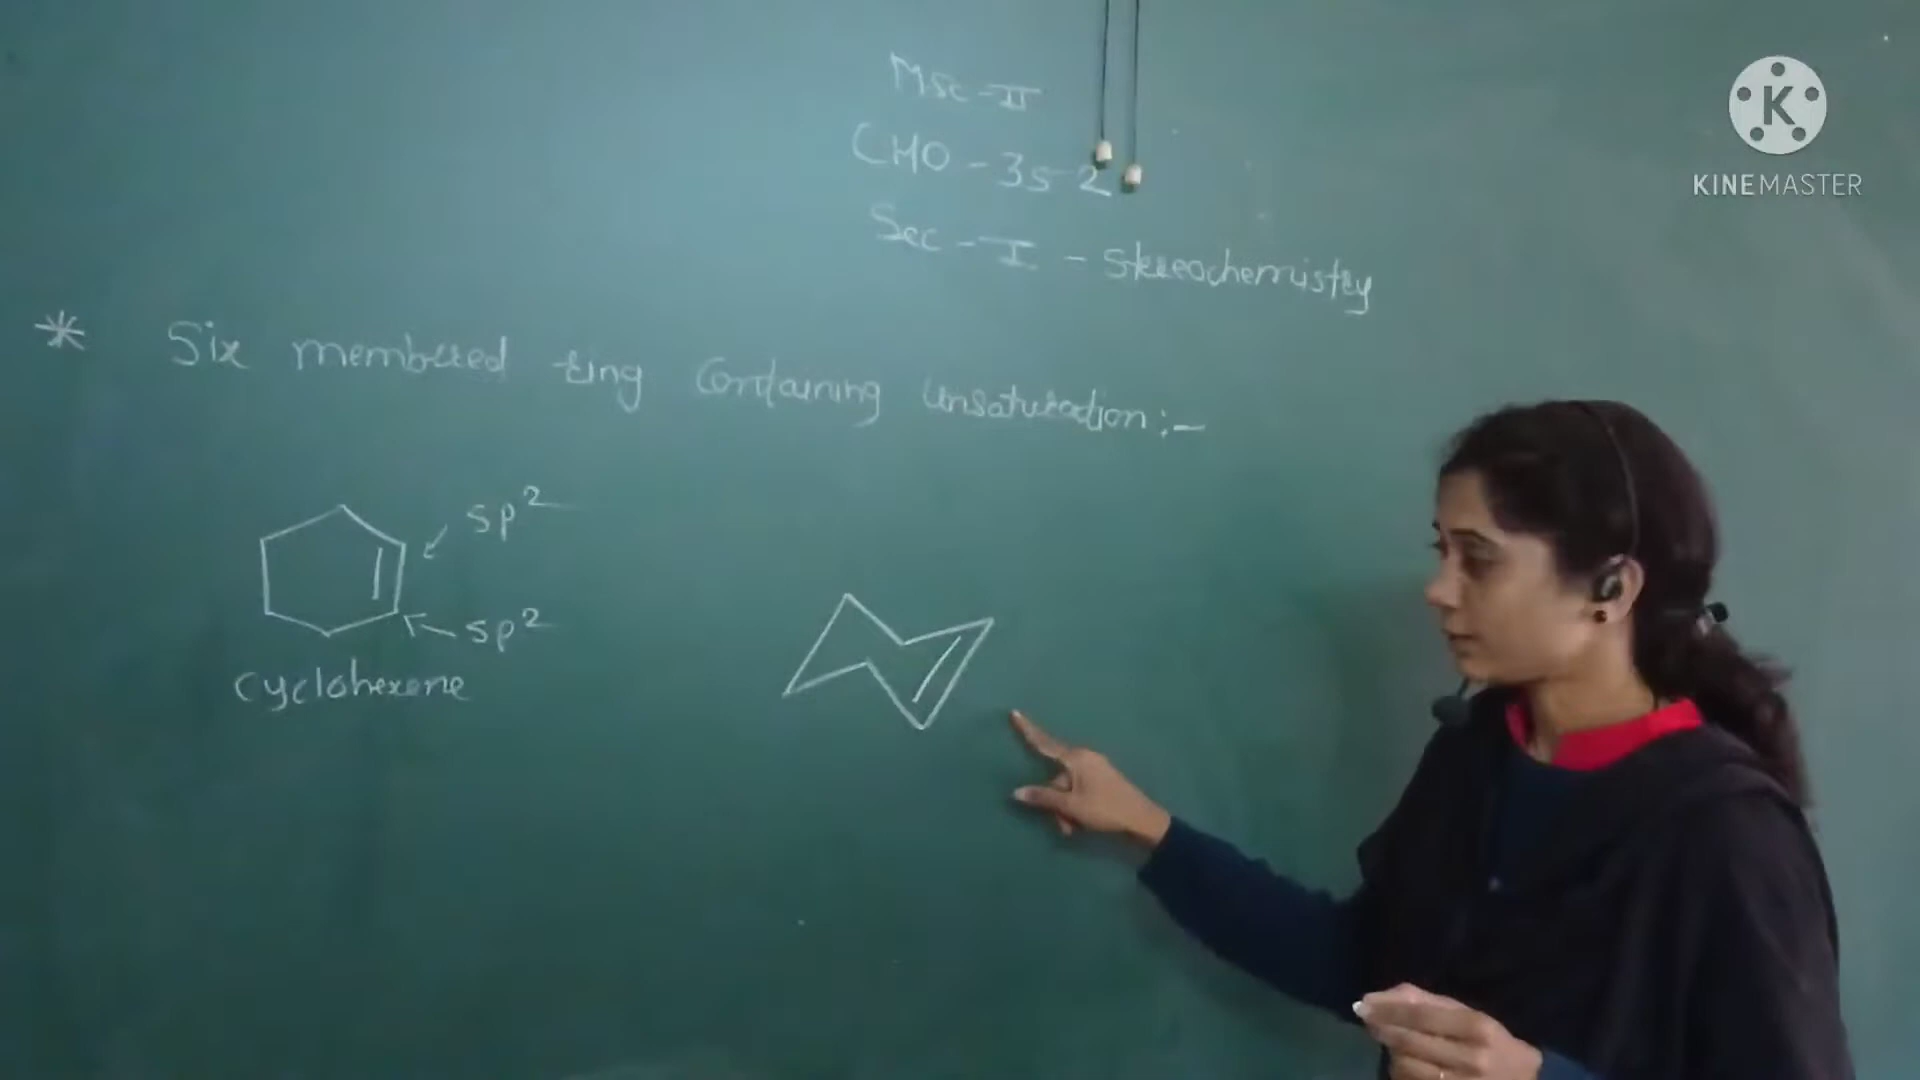 MSc-II
CHO-3s 2
Sec-I-Stereochemistry
* Six membered ring Containing Unsaturation:-
sp²
sp²
cyclohexene
K
KINEMASTER